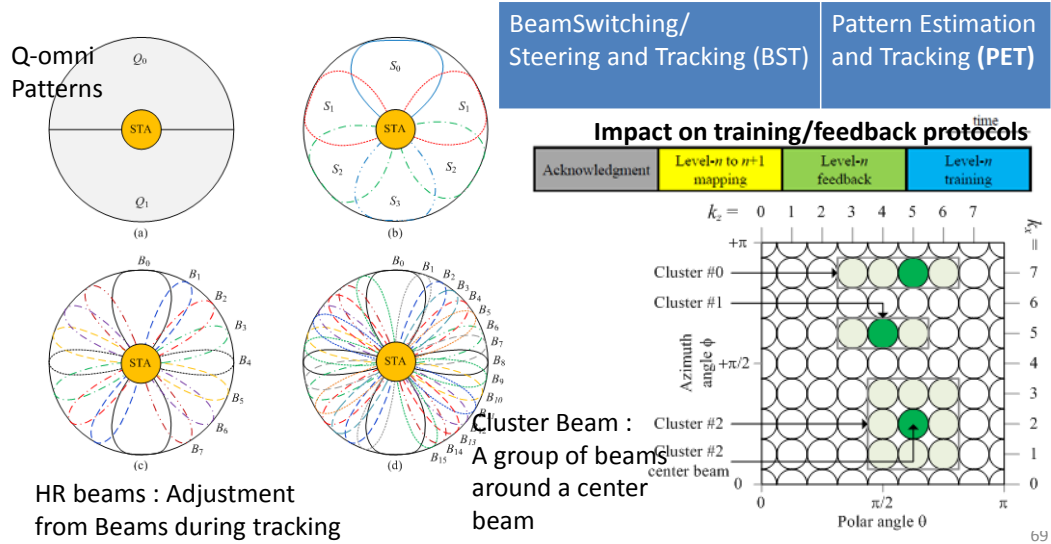 Q-omni
Patterns
Q0
STA
Q1
(a)
S0
S1
S1
STA
S2
S2
S3
(b)
BeamSwitching/
Steering and Tracking (BST)
Pattern Estimation
and Tracking (PET)
time
Impact on training/feedback protocols
Acknowledgment
Level-n to n+1
mapping
Level-n
feedback
Level-n
training
kz = 0 1 2 3 4 5 6 7
kx =
+π
Cluster #0
7
Cluster #1
6
5
Azimuth
angle ϕ
+π/2
4
3
Cluster #2
2
Cluster #2
center beam
1
0
0
0
π/2
π
Polar angle θ
B0
B1
B2
B3
B4
B5
B6
B7
STA
(c)
B0
B1
B2
B3
B4
B5
B6
B7
B8
B9
B10
B13
B14
B15
STA
(d)
HR beams : Adjustment
from Beams during tracking
Cluster Beam :
A group of beams
around a center
beam
69